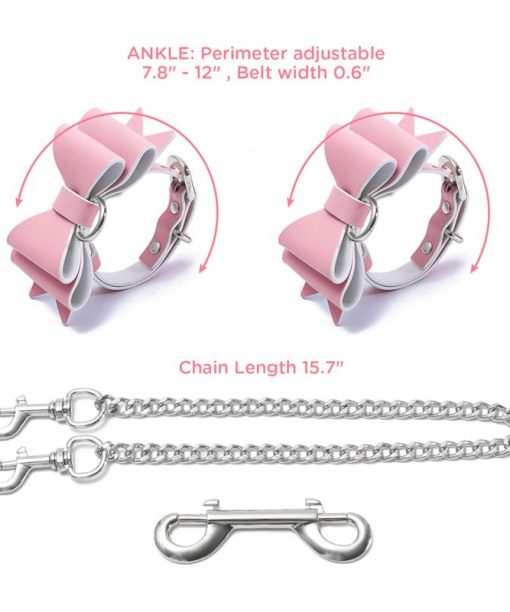 ANKLE: Perimeter adjustable
7.8" - 12" , Belt width 0.6"
Chain Length 15.7"